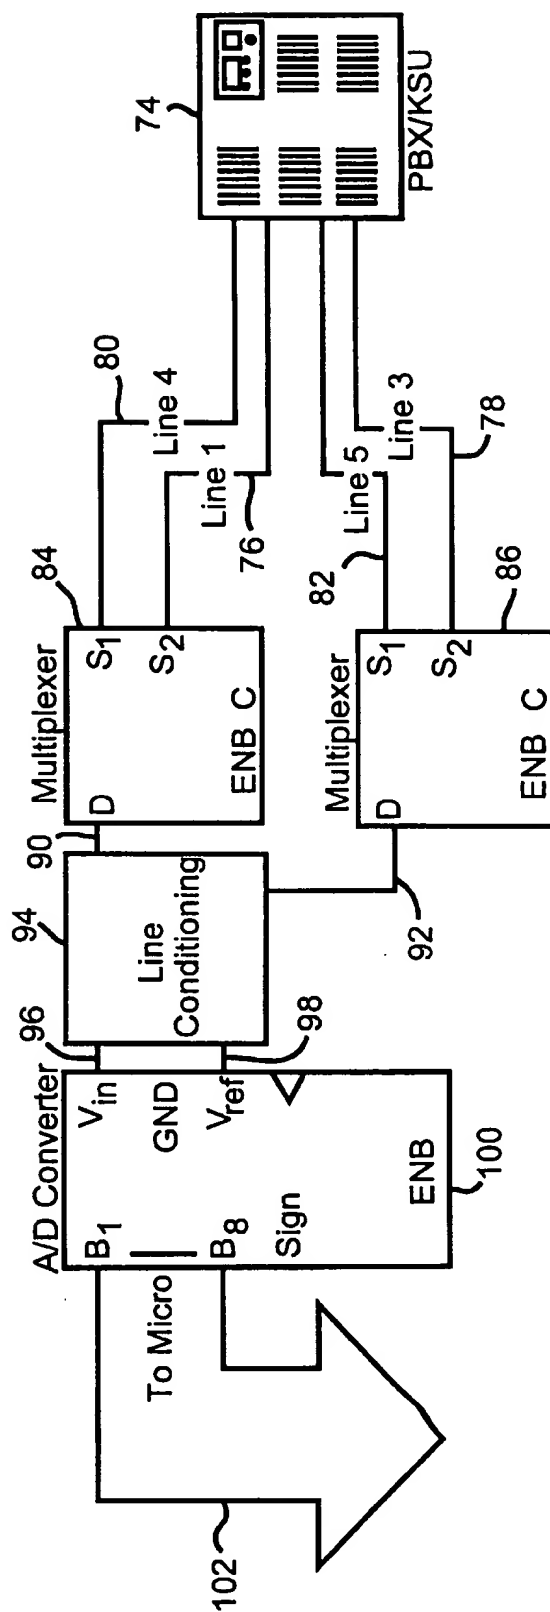 102
To Micro
A/D Converter
B1
B8
Sign
Vin
GND
Vref
ENB
100
96
98
94
Line
Conditioning
90
92
Multiplexer
84
D
S1
S2
ENB C
Multiplexer
86
D
S1
S2
ENB C
80
Line 4
Line 1
76
82
Line 5
Line 3
78
74
PBX/KSU